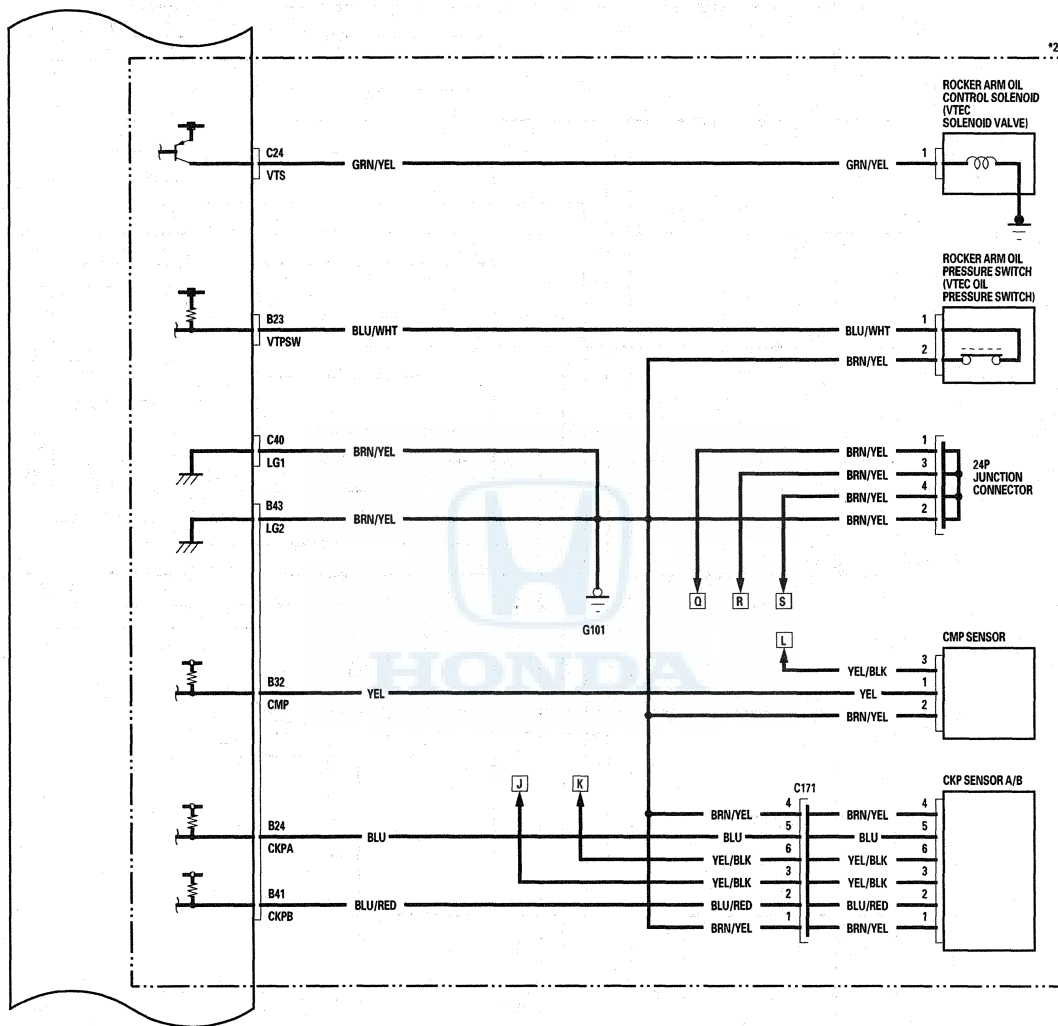 *2
ROCKER ARM OIL
CONTROL SOLENOID
(VTEC
SOLENOID VALVE)
C24
VTS
GRN/YEL
GRN/YEL
1
ROCKER ARM OIL
PRESSURE SWITCH
(VTEC OIL
PRESSURE SWITCH)
B23
VTPSW
BLU/WHT
BLU/WHT
1
BRN/YEL
2
C40
LG1
BRN/YEL
BRN/YEL
1
BRN/YEL
3
BRN/YEL
4
24P
JUNCTION
CONNECTOR
B43
LG2
BRN/YEL
BRN/YEL
2
Q
R
S
G101
L
CMP SENSOR
YEL/BLK
3
B32
CMP
YEL
YEL
1
BRN/YEL
2
HONDA
J
K
C171
CKP SENSOR A/B
BRN/YEL
4
BRN/YEL
4
B24
CKPA
BLU
BLU
5
BLU
5
YEL/BLK
6
YEL/BLK
6
YEL/BLK
3
YEL/BLK
3
B41
CKPB
BLU/RED
BLU/RED
2
BLU/RED
2
BRN/YEL
1
BRN/YEL
1